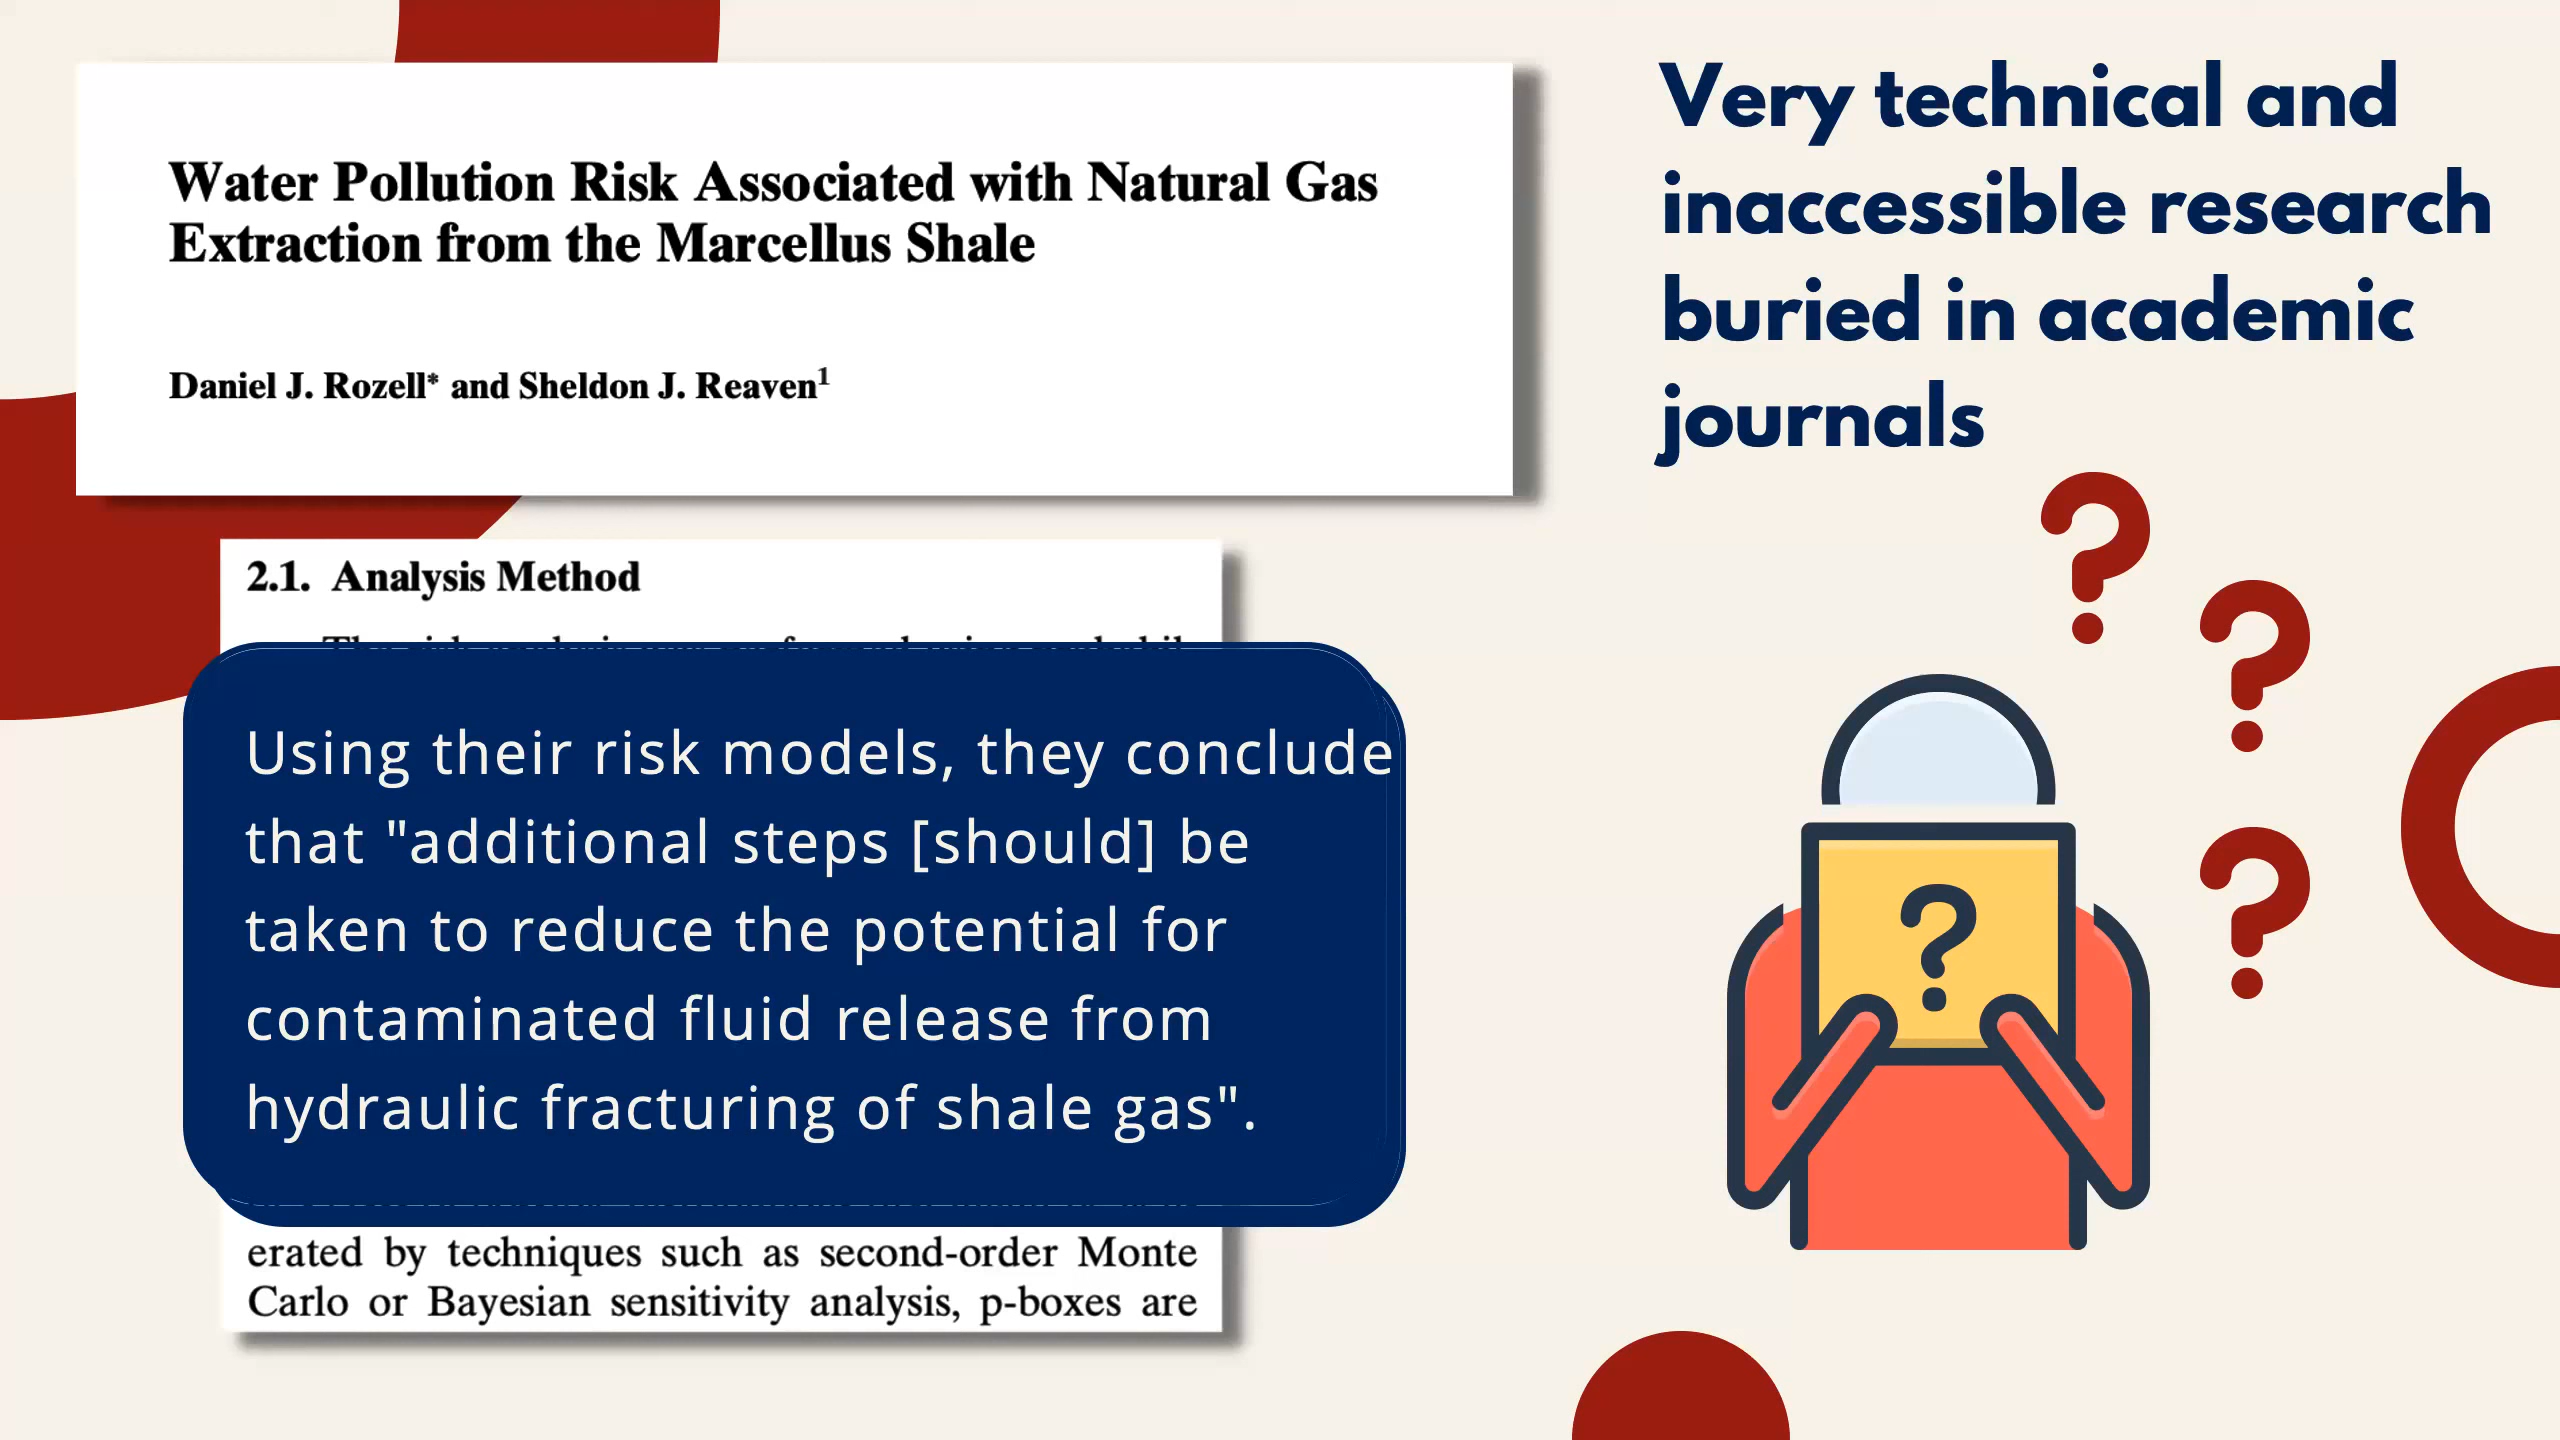 Water Pollution Risk Associated with Natural Gas
Extraction from the Marcellus Shale
Daniel J. Rozell* and Sheldon J. Reaven¹
Very technical and
inaccessible research
buried in academic
journals
2.1. Analysis Method
Using their risk models, they conclude
that "additional steps [should] be
taken to reduce the potential for
contaminated fluid release from
hydraulic fracturing of shale gas".
erated by techniques such as second-order Monte
Carlo or Bayesian sensitivity analysis, p-boxes are
?
?
?
?